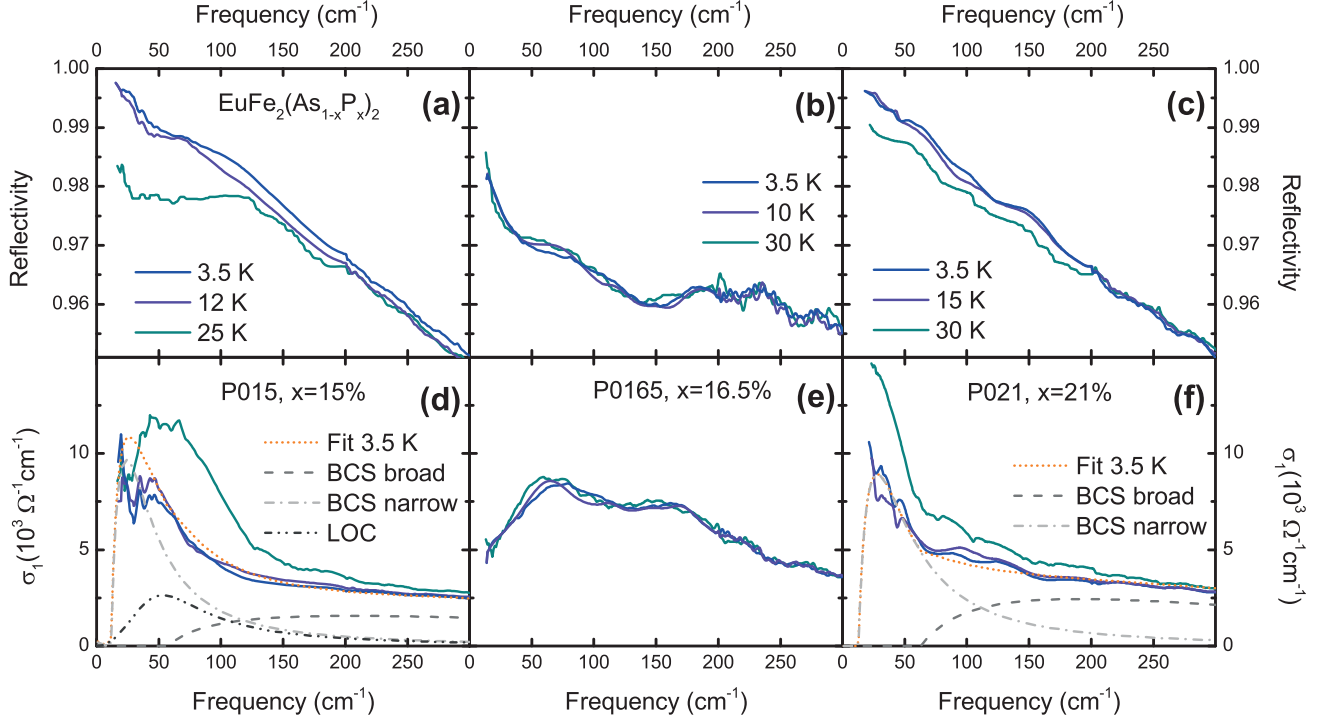 Frequency (cm-1) Frequency (cm-1) Frequency (cm-1)
0 50 100 150 200 250 0 50 100 150 200 250 0 50 100 150 200 250
1.00 1.00
EuFe2(As1-xPx)2 (a) (b) (c)
0.99 0.99
0.98 0.98
0.97 0.97
0.96 0.96
Reflectivity Reflectivity
3.5 K
12 K
25 K
3.5 K
10 K
30 K
3.5 K
15 K
30 K
P015, x=15% (d) P0165, x=16.5% (e) P021, x=21% (f)
Fit 3.5 K
BCS broad
BCS narrow
LOC
Fit 3.5 K
BCS broad
BCS narrow
10 10
5 5
0 0
σ1(103 Ω-1cm-1) σ1(103 Ω-1cm-1)
0 50 100 150 200 250 0 50 100 150 200 250 0 50 100 150 200 250
Frequency (cm-1) Frequency (cm-1) Frequency (cm-1)